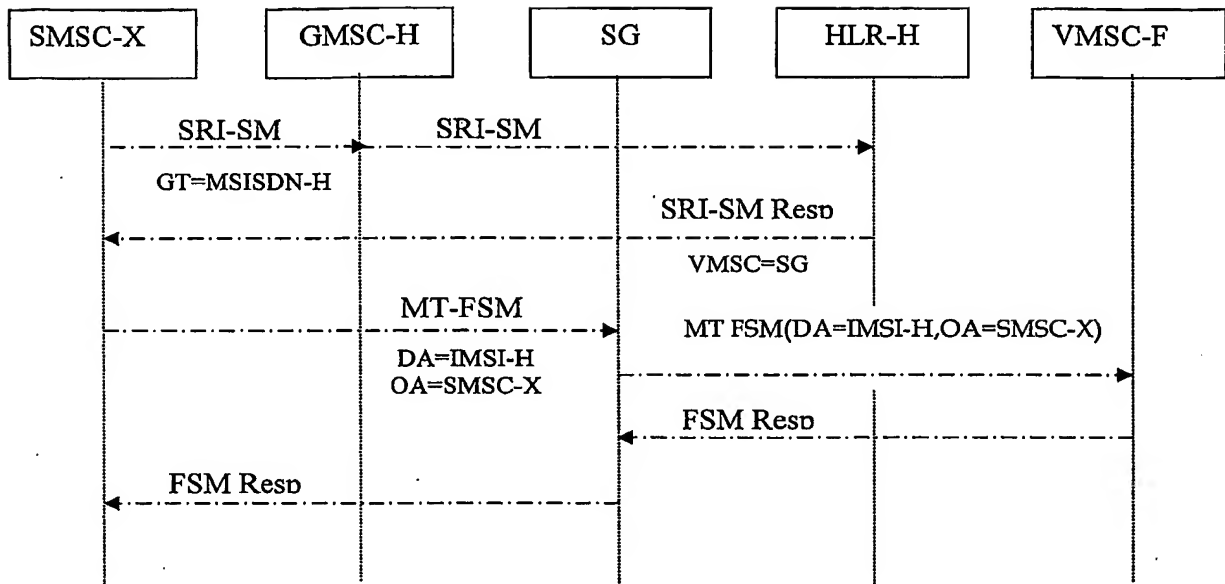 SMSC-X GMSC-H SG HLR-H VMSC-F
SRI-SM SRI-SM
GT=MSISDN-H
SRI-SM Resp
VMSC=SG
MT-FSM
MT FSM(DA=IMSI-H,OA=SMSC-X)
DA=IMSI-H
OA=SMSC-X
FSM Resp
FSM Resp